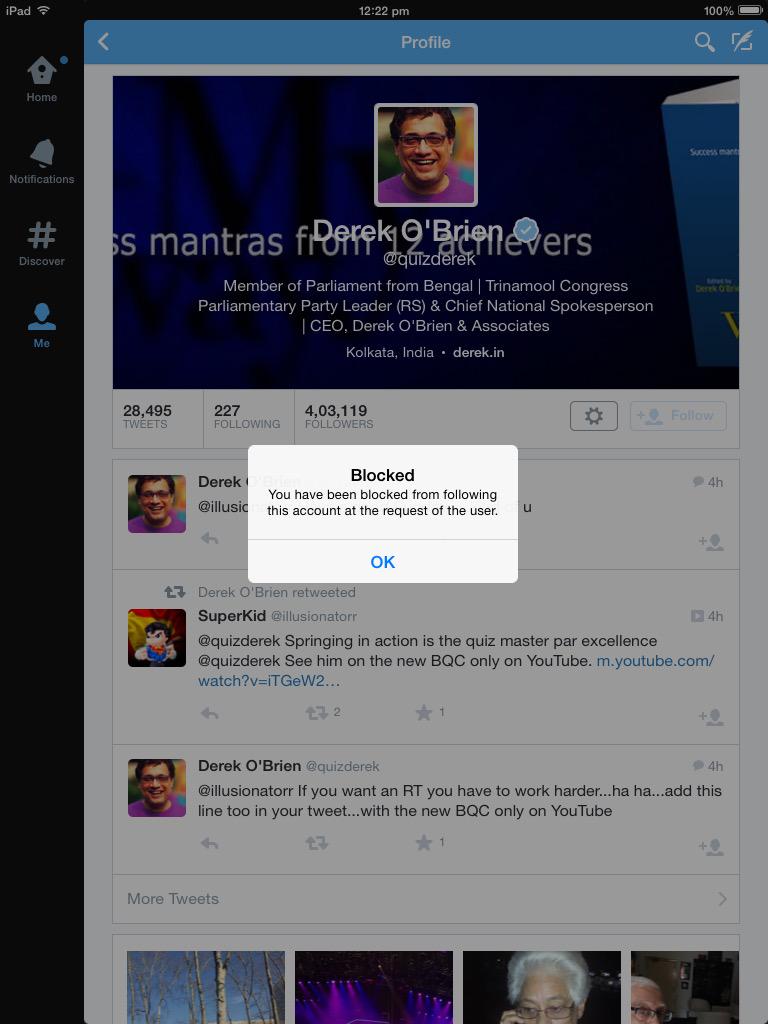 iPad 12:22 pm 100%
Profile
Home
Notifications
Discover
Me
Success mantr
ss mantras from 12 achievers
Derek O'Brien
@quizderek
Member of Parliament from Bengal | Trinamool Congress
Parliamentary Party Leader (RS) & Chief National Spokesperson
| CEO, Derek O'Brien & Associates
Kolkata, India • derek.in
Edited by
Derek O'Bri
28,495 227 4,03,119
TWEETS FOLLOWING FOLLOWERS
Follow
Blocked
You have been blocked from following
this account at the request of the user.
OK
Derek O'Brien 4h
@illusion of u
Derek O'Brien retweeted
SuperKid @illusionatorr 4h
@quizderek Springing in action is the quiz master par excellence
@quizderek See him on the new BQC only on YouTube. m.youtube.com/
watch?v=iTGeW2…
2 1
Derek O'Brien @quizderek 4h
@illusionatorr If you want an RT you have to work harder...ha ha...add this
line too in your tweet...with the new BQC only on YouTube
1
More Tweets